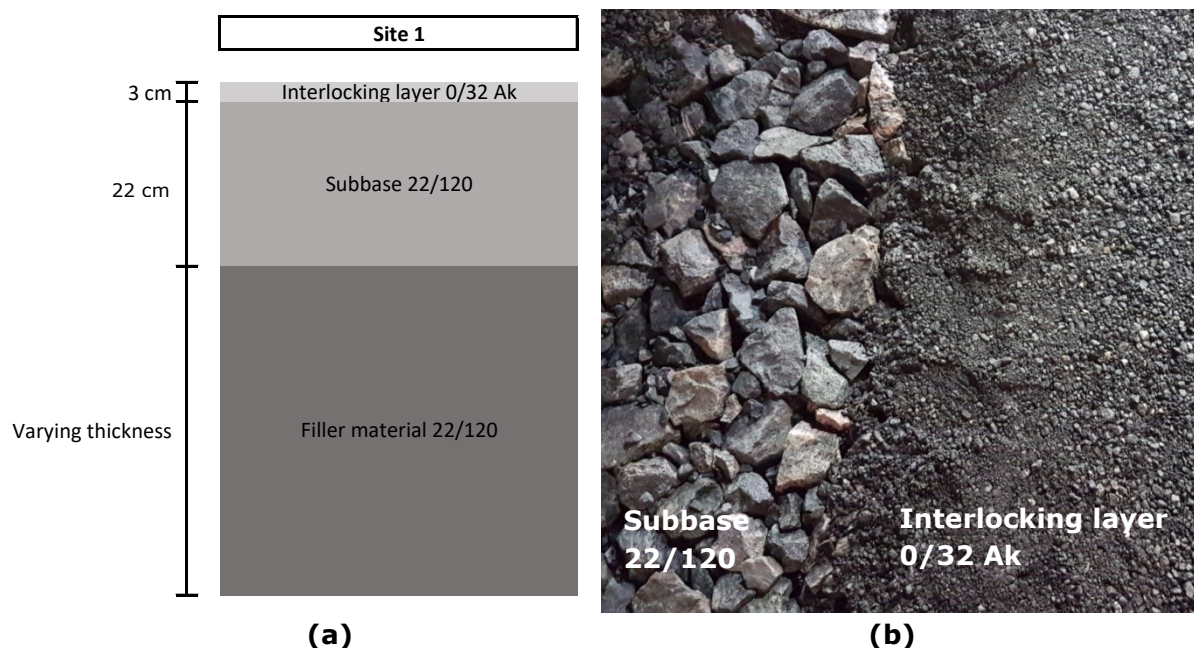 Site 1
3 cm
Interlocking layer 0/32 Ak
22 cm
Subbase 22/120
Varying thickness
Filler material 22/120
(a)
Subbase
22/120
Interlocking layer
0/32 Ak
(b)